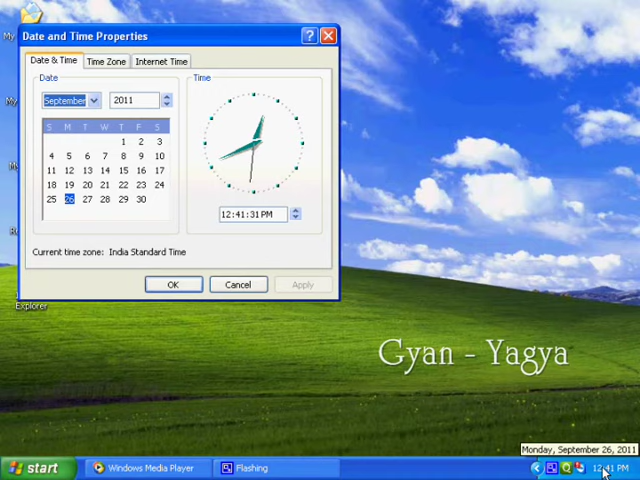 Date and Time Properties
Date & Time
Time Zone
Internet Time
Date
Time
September
2011
S M T W T F S
1 2 3
4 5 6 7 8 9 10
11 12 13 14 15 16 17
18 19 20 21 22 23 24
25 26 27 28 29 30
12:41:31PM
Current time zone: India Standard Time
OK
Cancel
Apply
Explorer
Gyan - Yagya
Monday, September 26, 2011
start
Windows Media Player
Flashing
12:41 PM